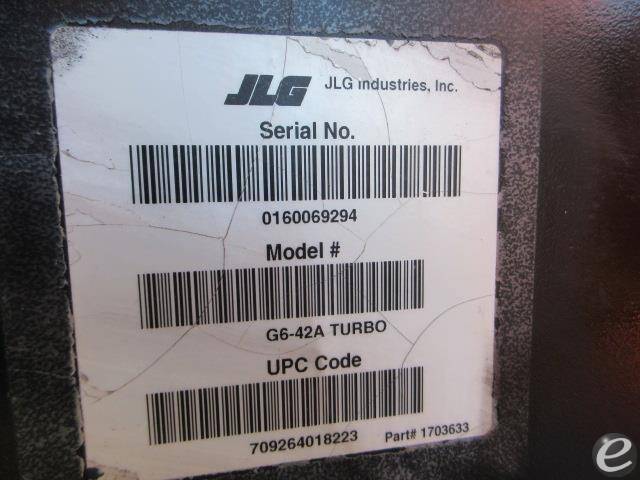 JLG JLG Industries, Inc.
Serial No.
0160069294
Model #
G6-42A TURBO
UPC Code
709264018223 Part# 1703633
e